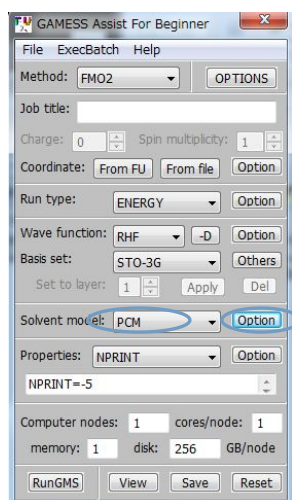 GAMESS Assist For Beginner
File ExecBatch Help
Method: FMO2 OPTIONS
Job title:
Charge: 0 Spin multiplicity: 1
Coordinate: From FU From file Option
Run type: ENERGY Option
Wave function: RHF -D Option
Basis set: STO-3G Others
Set to layer: 1 Apply Del
Solvent model: PCM Option
Properties: NPRINT Option
NPRINT=-5
Computer nodes: 1 cores/node: 1
memory: 1 disk: 256 GB/node
RunGMS View Save Reset